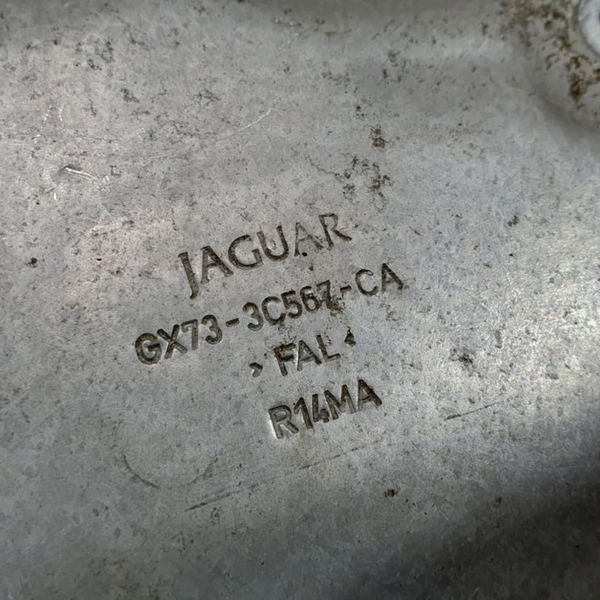 JAGUAR
GX73-3C567-CA
>FAL<
R14MA